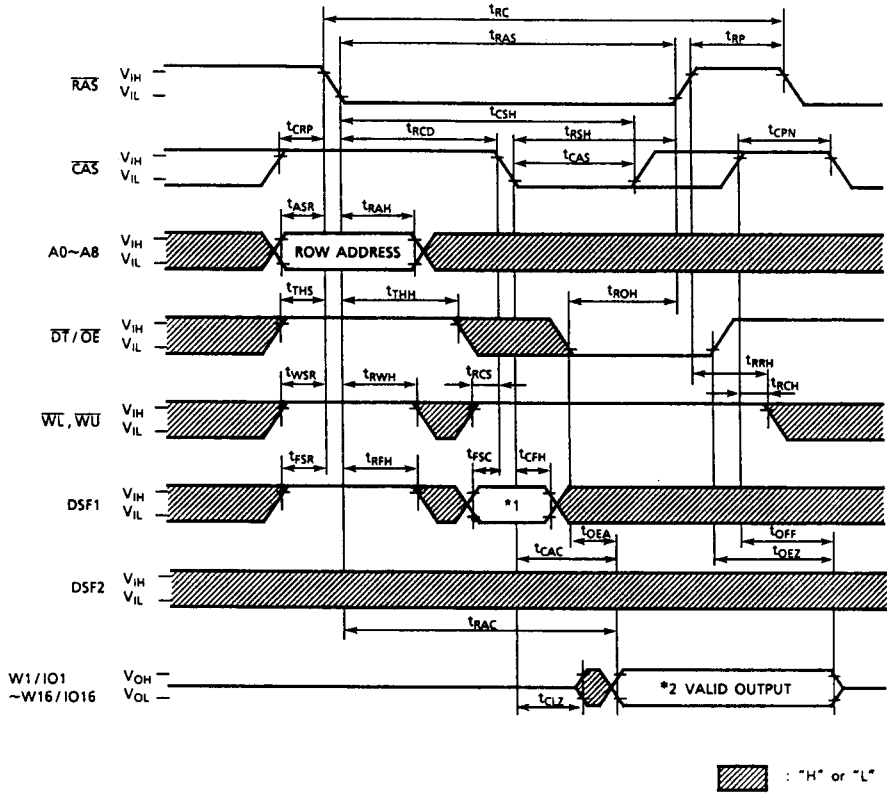 tRC
tRAS
tRP
RAS
VIH
VIL
tCSH
tCRP
tRCD
tRSH
tCPN
CAS
VIH
VIL
tCAS
tASR
tRAH
A0~A8
VIH
VIL
ROW ADDRESS
tTHS
tTHH
tROH
DT/OE
VIH
VIL
tRRH
tWSR
tRWH
tRCS
tRCH
WL, WU
VIH
VIL
tFSR
tRFH
tFSC
tCFH
DSF1
VIH
VIL
*1
tOEA
tOFF
tCAC
tOEZ
DSF2
VIH
VIL
tRAC
W1/IO1
~W16/IO16
VOH
VOL
*2 VALID OUTPUT
tCLZ
: "H" or "L"